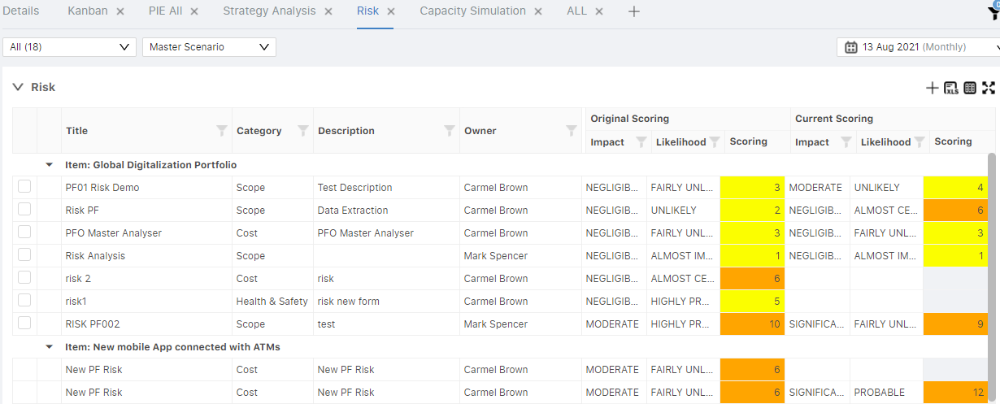 Details Kanban PIE All Strategy Analysis Risk Capacity Simulation ALL
All (18) Master Scenario 13 Aug 2021 (Monthly)
Risk
XLS
Original Scoring Current Scoring
Title Category Description Owner
Impact Likelihood Scoring Impact Likelihood Scoring
Item: Global Digitalization Portfolio
PF01 Risk Demo Scope Test Description Carmel Brown NEGLIGIB... FAIRLY UNL... 3 MODERATE UNLIKELY 4
Risk PF Scope Data Extraction Carmel Brown NEGLIGIB... UNLIKELY 2 NEGLIGIB... ALMOST CE... 6
PFO Master Analyser Cost PFO Master Analyser Carmel Brown NEGLIGIB... FAIRLY UNL... 3 NEGLIGIB... FAIRLY UNL... 3
Risk Analysis Scope Mark Spencer NEGLIGIB... ALMOST IM... 1 NEGLIGIB... ALMOST IM... 1
risk 2 Cost risk Carmel Brown NEGLIGIB... ALMOST CE... 6
risk1 Health & Safety risk new form Carmel Brown NEGLIGIB... HIGHLY PR... 5
RISK PF002 Scope test Mark Spencer MODERATE HIGHLY PR... 10 SIGNIFICA... FAIRLY UNL... 9
Item: New mobile App connected with ATMs
New PF Risk Cost New PF Risk Carmel Brown MODERATE FAIRLY UNL... 6
New PF Risk Cost New PF Risk Carmel Brown MODERATE FAIRLY UNL... 6 SIGNIFICA... PROBABLE 12